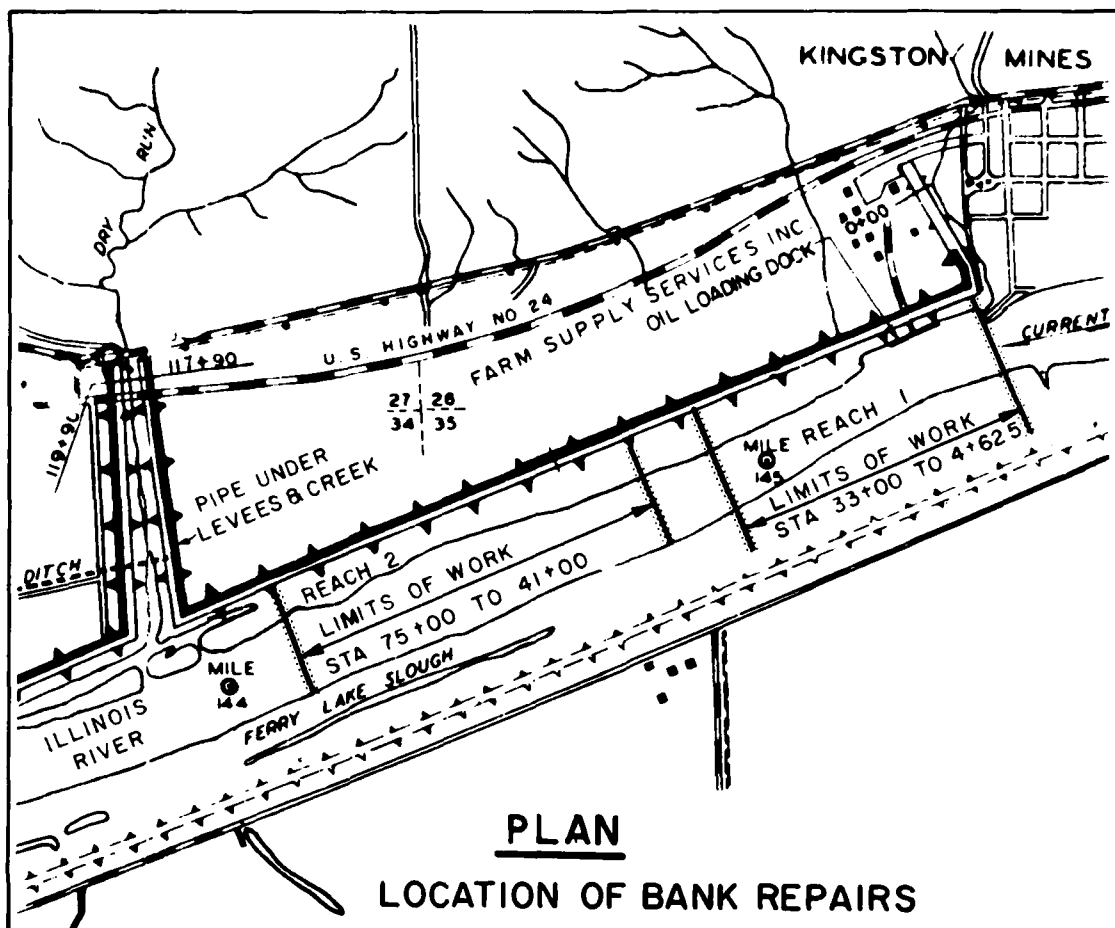 KINGSTON MINES
DRY RUN
0+00
FARM SUPPLY SERVICES INC
OIL LOADING DOCK
U.S. HIGHWAY NO 24
117+90
CURRENT
27 26
34 35
PIPE UNDER
LEVEES & CREEK
REACH 1
MILE
145
LIMITS OF WORK
STA 33+00 TO 4+625
DITCH
REACH 2
LIMITS OF WORK
STA 75+00 TO 41+00
MILE
144
FERRY LAKE SLOUGH
ILLINOIS
RIVER
PLAN
LOCATION OF BANK REPAIRS